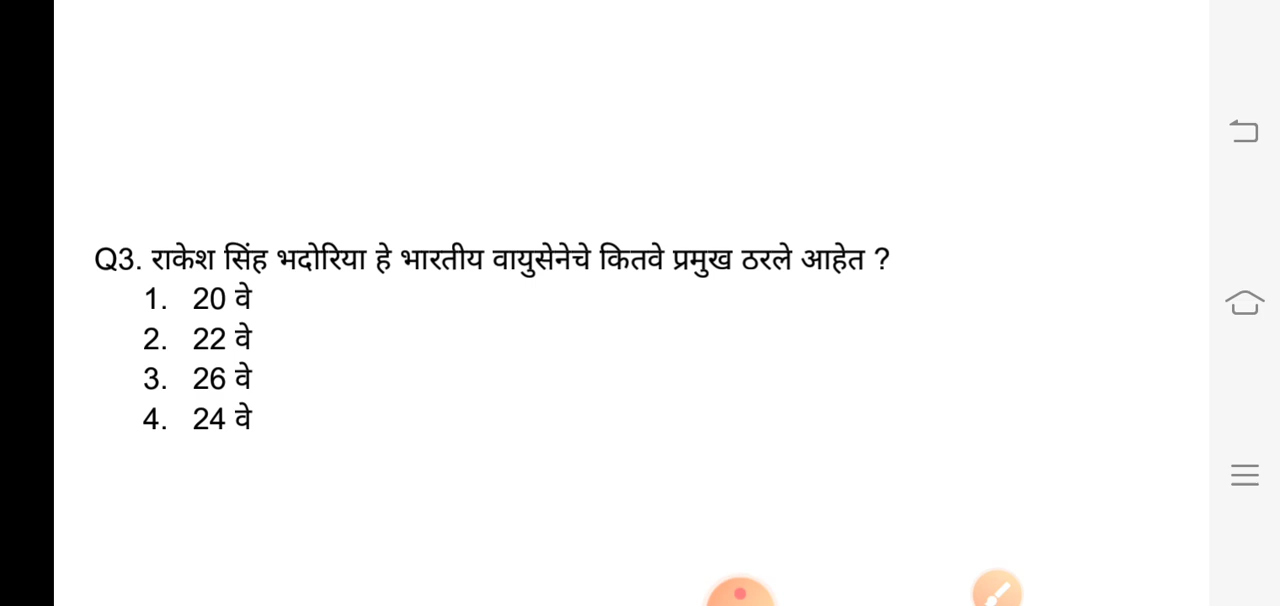 Q3. राकेश सिंह भदोरिया हे भारतीय वायुसेनेचे कितवे प्रमुख ठरले आहेत ?
1. 20 वे
2. 22 वे
3. 26 वे
4. 24 वे